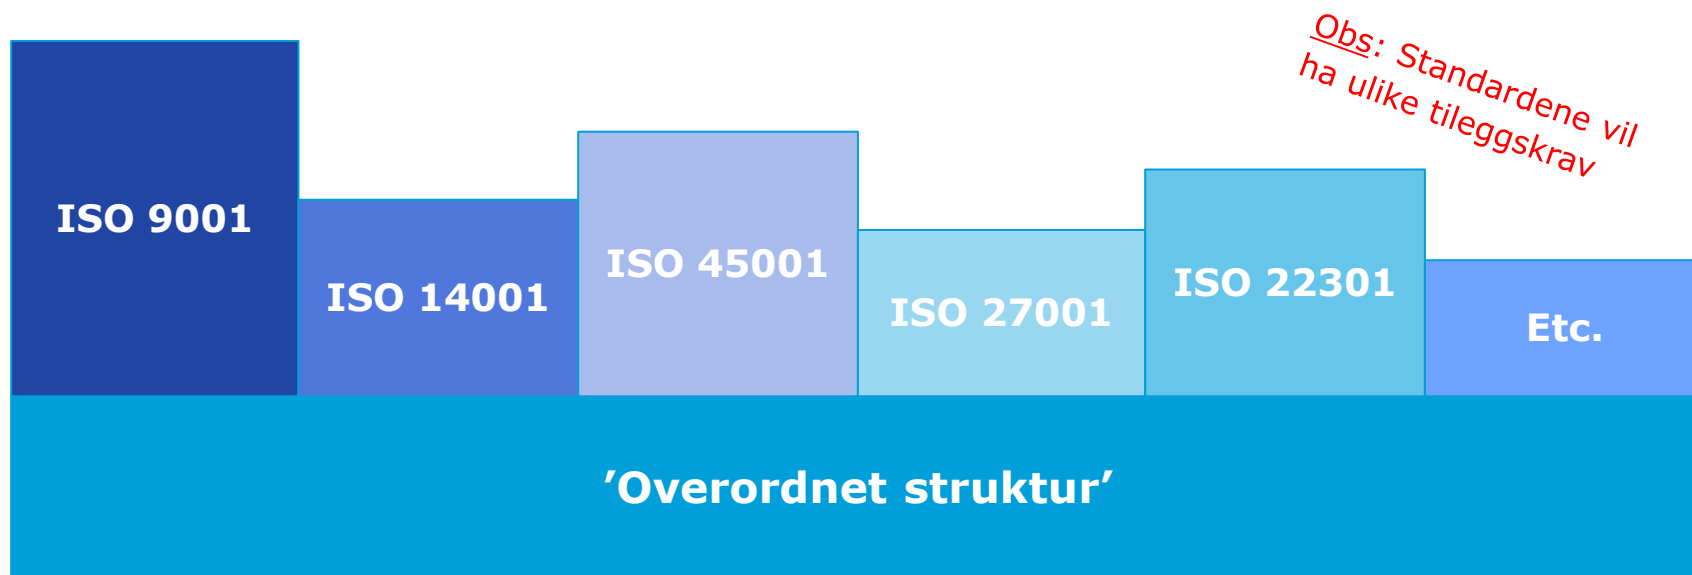 Obs: Standardene vil
ha ulike tileggskrav
ISO 9001
ISO 14001
ISO 45001
ISO 27001
ISO 22301
Etc.
’Overordnet struktur’